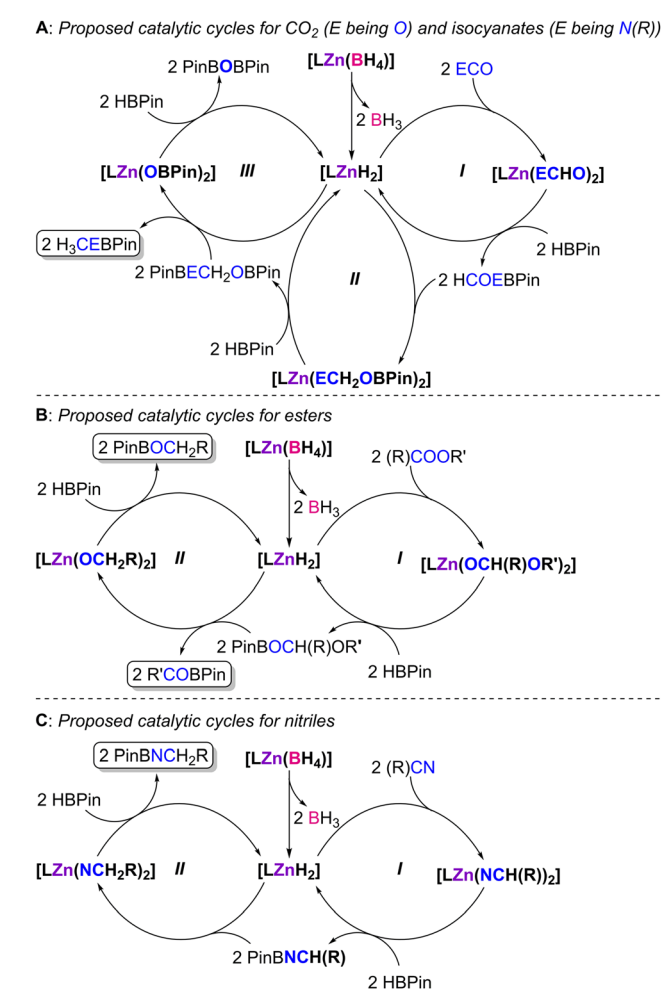 A: Proposed catalytic cycles for CO₂ (E being O) and isocyanates (E being N(R))
2 PinBOBPin
[LZn(BH₄)]
2 ECO
2 HBPin
2 BH₃
[LZn(OBPin)₂]
III
[LZnH₂]
I
[LZn(ECHO)₂]
2 H₃CEBPin
2 HBPin
2 PinBECH₂OBPin
II
2 HCOEBPin
2 HBPin
[LZn(ECH₂OBPin)₂]
B: Proposed catalytic cycles for esters
2 PinBOCH₂R
[LZn(BH₄)]
2 (R)COOR'
2 HBPin
2 BH₃
[LZn(OCH₂R)₂]
II
[LZnH₂]
I
[LZn(OCH(R)OR')₂]
2 PinBOCH(R)OR'
2 R'COBPin
2 HBPin
C: Proposed catalytic cycles for nitriles
2 PinBNCH₂R
[LZn(BH₄)]
2 (R)CN
2 HBPin
2 BH₃
[LZn(NCH₂R)₂]
II
[LZnH₂]
I
[LZn(NCH(R))₂]
2 PinBNCH(R)
2 HBPin